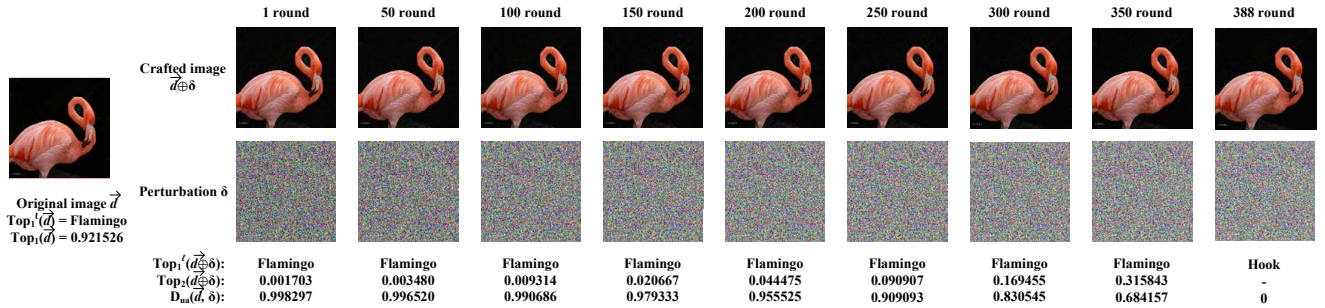 1 round 50 round 100 round 150 round 200 round 250 round 300 round 350 round 388 round
Crafted image
d⃗⊕δ
Perturbation δ
Original image d⃗
Top₁ᵗ(d⃗) = Flamingo
Top₁(d⃗) = 0.921526
Top₁ᵗ(d⃗⊕δ): Flamingo Flamingo Flamingo Flamingo Flamingo Flamingo Flamingo Flamingo Hook
Top₂(d⃗⊕δ): 0.001703 0.003480 0.009314 0.020667 0.044475 0.090907 0.169455 0.315843 -
Dᵤₐ(d⃗, δ): 0.998297 0.996520 0.990686 0.979333 0.955525 0.909093 0.830545 0.684157 0